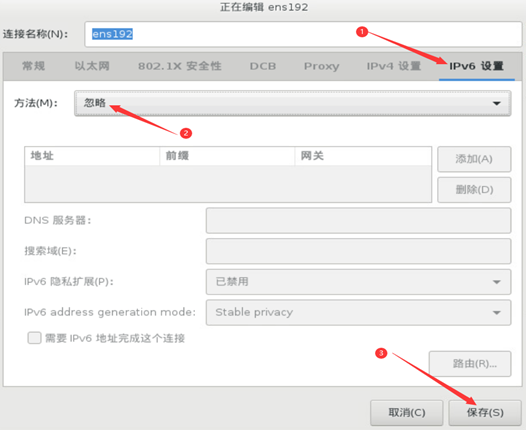 正在编辑 ens192
连接名称(N): ens192
1
常规 以太网 802.1X 安全性 DCB Proxy IPv4 设置 IPv6 设置
方法(M): 忽略
2
地址 前缀 网关 添加(A)
删除(D)
DNS 服务器:
搜索域(E):
IPv6 隐私扩展(P): 已禁用
IPv6 address generation mode: Stable privacy
需要 IPv6 地址完成这个连接
3
路由(R)...
取消(C) 保存(S)